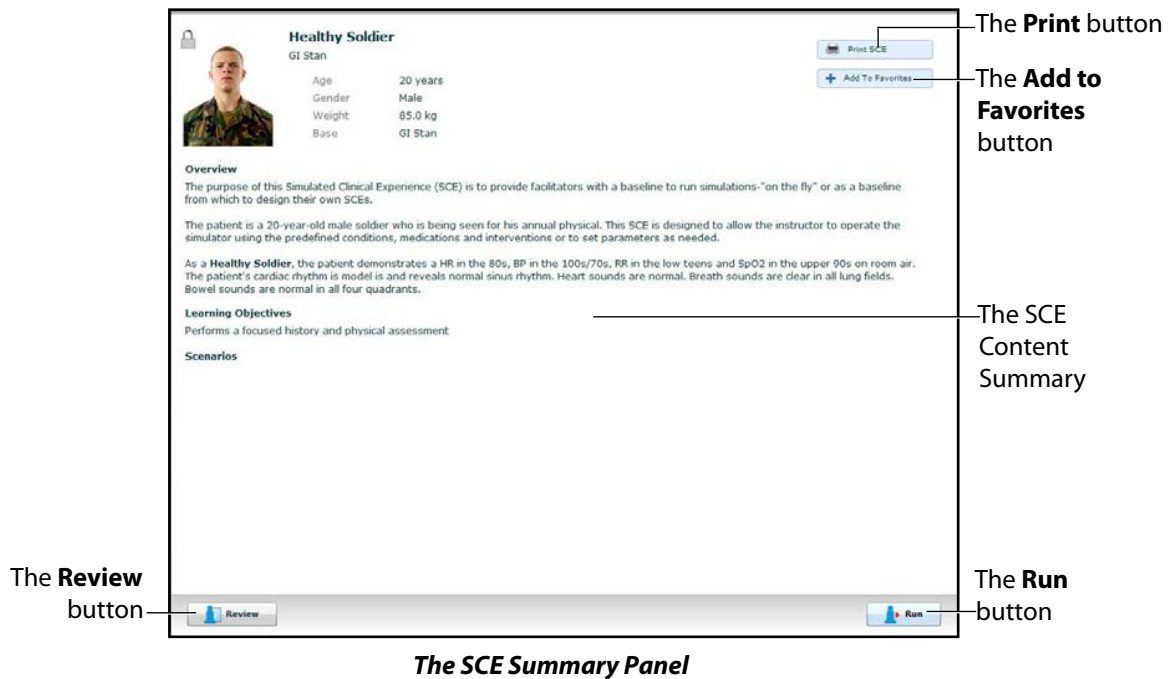 Healthy Soldier
GI Stan
Age 20 years
Gender Male
Weight 85.0 kg
Base GI Stan
Print SCE
Add To Favorites
The Print button
The Add to
Favorites
button
Overview
The purpose of this Simulated Clinical Experience (SCE) is to provide facilitators with a baseline to run simulations-"on the fly" or as a baseline
from which to design their own SCEs.
The patient is a 20-year-old male soldier who is being seen for his annual physical. This SCE is designed to allow the instructor to operate the
simulator using the predefined conditions, medications and interventions or to set parameters as needed.
As a Healthy Soldier, the patient demonstrates a HR in the 80s, BP in the 100s/70s, RR in the low teens and SpO2 in the upper 90s on room air.
The patient's cardiac rhythm is model is and reveals normal sinus rhythm. Heart sounds are normal. Breath sounds are clear in all lung fields.
Bowel sounds are normal in all four quadrants.
Learning Objectives
Performs a focused history and physical assessment
Scenarios
The SCE
Content
Summary
The Review
button
Review
Run
The Run
button
The SCE Summary Panel